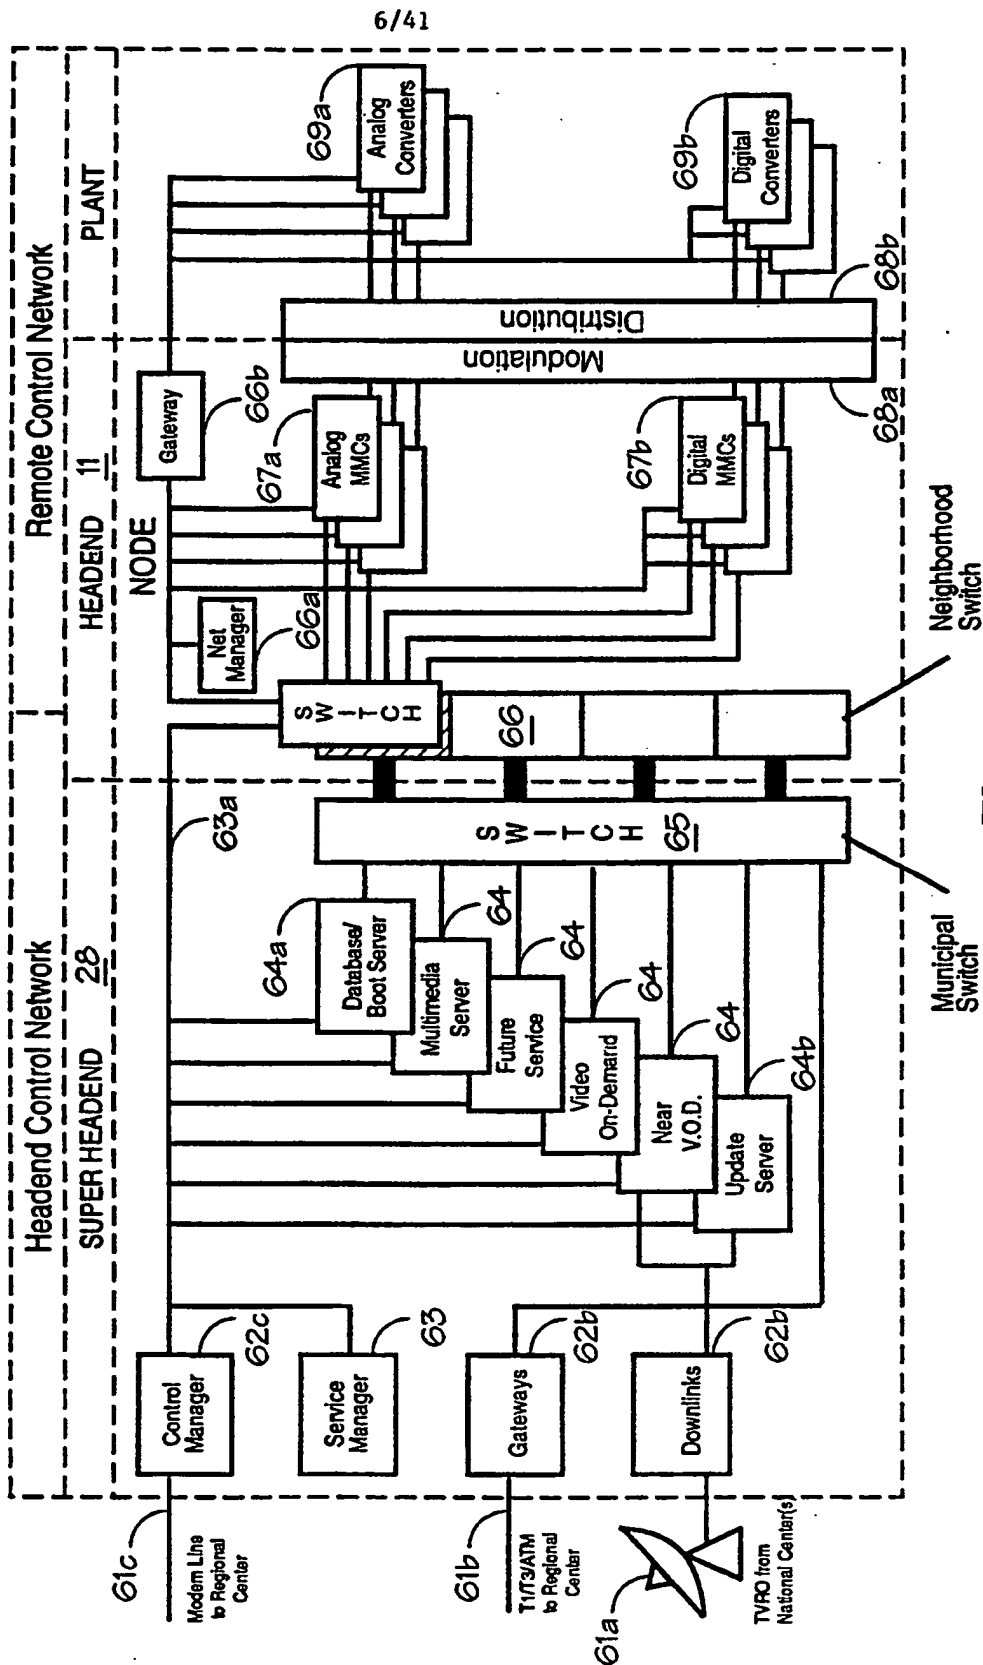 6/41
Headend Control Network
Remote Control Network
SUPER HEADEND 28
HEADEND 11
PLANT
NODE
61c
Modem Line
to Regional
Center
61b
T1/T3/ATM
to Regional
Center
61a
TVRO from
National Center(s)
Control
Manager
62c
Service
Manager
63
Gateways
62b
Downlinks
62b
63a
64a
Database/
Boot Server
Multimedia
Server
64
Future
Service
64
Video
On-Demand
64
Near
V.O.D.
64
Update
Server
64b
SWITCH
65
Municipal
Switch
SWITCH
66
Neighborhood
Switch
Net
Manager
66a
Gateway
66b
67a
Analog
MMCs
67b
Digital
MMCs
Modulation
68a
Distribution
68b
69a
Analog
Converters
69b
Digital
Converters